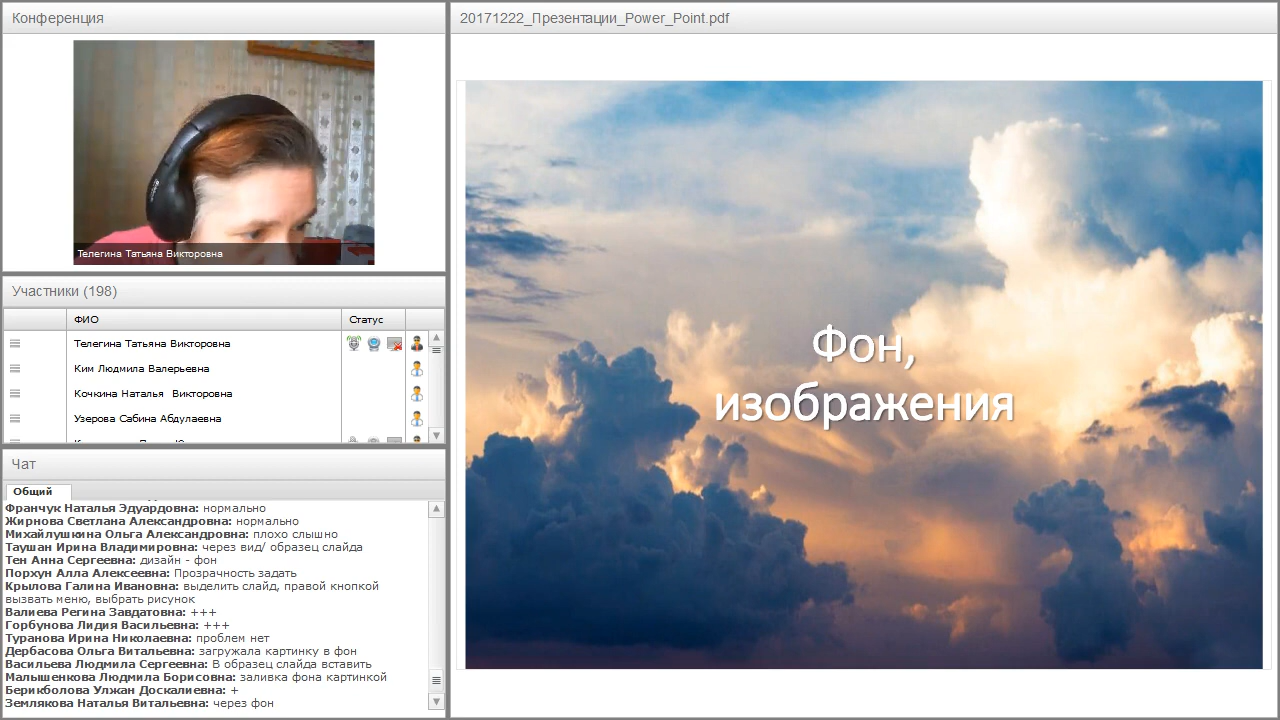 Конференция
Телегина Татьяна Викторовна
Участники (198)
ФИО Статус
Телегина Татьяна Викторовна
Ким Людмила Валерьевна
Кочкина Наталья Викторовна
Узерова Сабина Абдулаевна
Чат
Общий
Франчук Наталья Эдуардовна: нормально
Жирнова Светлана Александровна: нормально
Михайлушкина Ольга Александровна: плохо слышно
Таушан Ирина Владимировна: через вид/ образец слайда
Тен Анна Сергеевна: дизайн - фон
Порхун Алла Алексеевна: Прозрачность задать
Крылова Галина Ивановна: выделить слайд, правой кнопкой
вызвать меню, выбрать рисунок
Валиева Регина Завдатовна: +++
Горбунова Лидия Васильевна: +++
Туранова Ирина Николаевна: проблем нет
Дербасова Ольга Витальевна: загружала картинку в фон
Васильева Людмила Сергеевна: В образец слайда вставить
Малышенкова Людмила Борисовна: заливка фона картинкой
Берикболова Улжан Доскалиевна: +
Землякова Наталья Витальевна: через фон
20171222_Презентации_Power_Point.pdf
Фон,
изображения